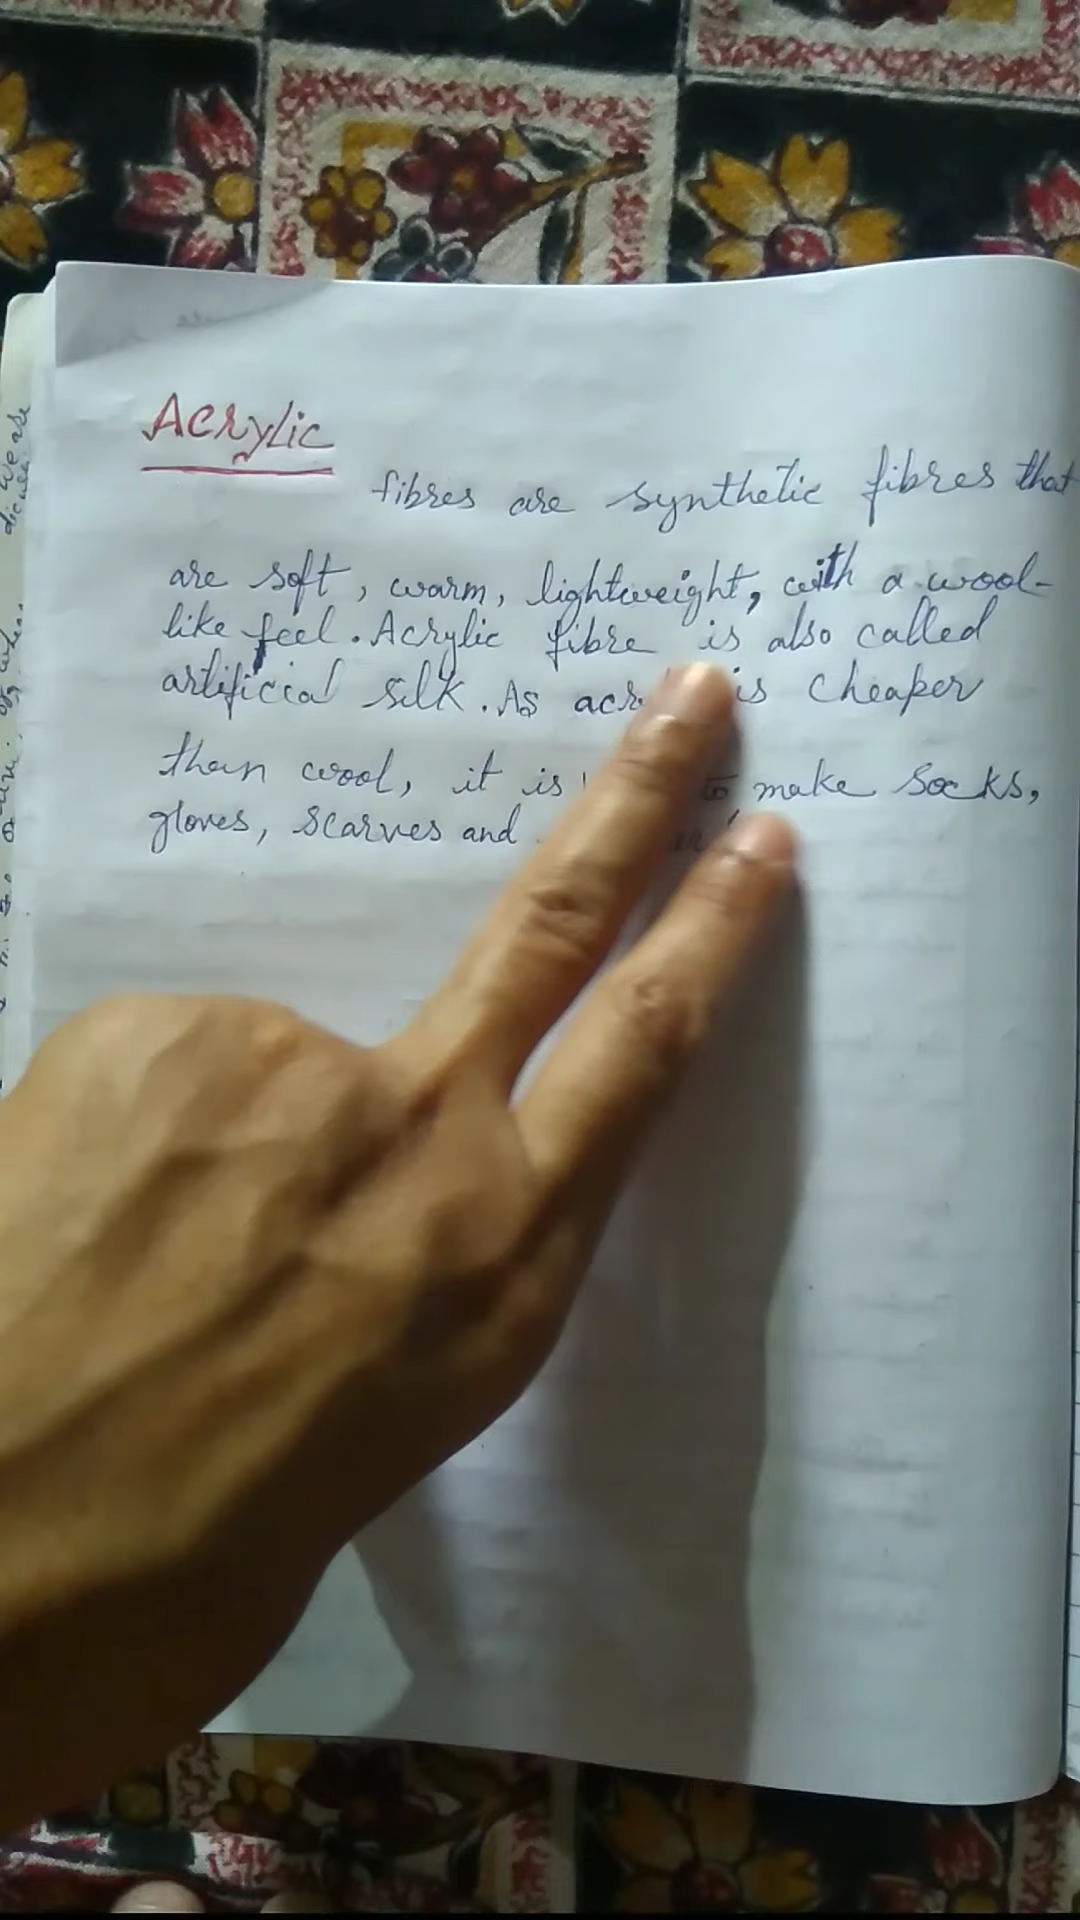 Acrylic
fibres are synthetic fibres that
are soft, warm, lightweight, with a wool-
like feel. Acrylic fibre is also called
artificial silk. As is cheaper
than wool, it is to make socks,
gloves, scarves and